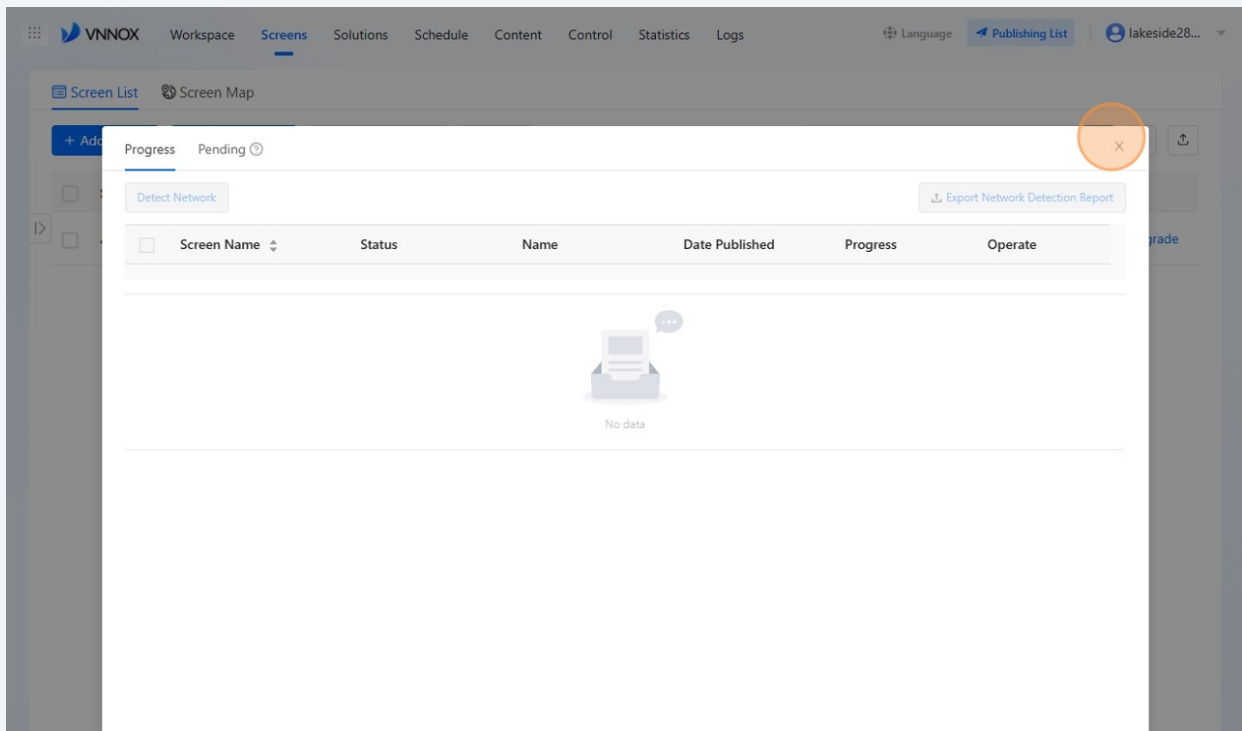 VNNOX Workspace Screens Solutions Schedule Content Control Statistics Logs Language Publishing List lakeside28...
Screen List Screen Map
+ Add
Progress Pending
Detect Network Export Network Detection Report
Screen Name Status Name Date Published Progress Operate
grade
No data